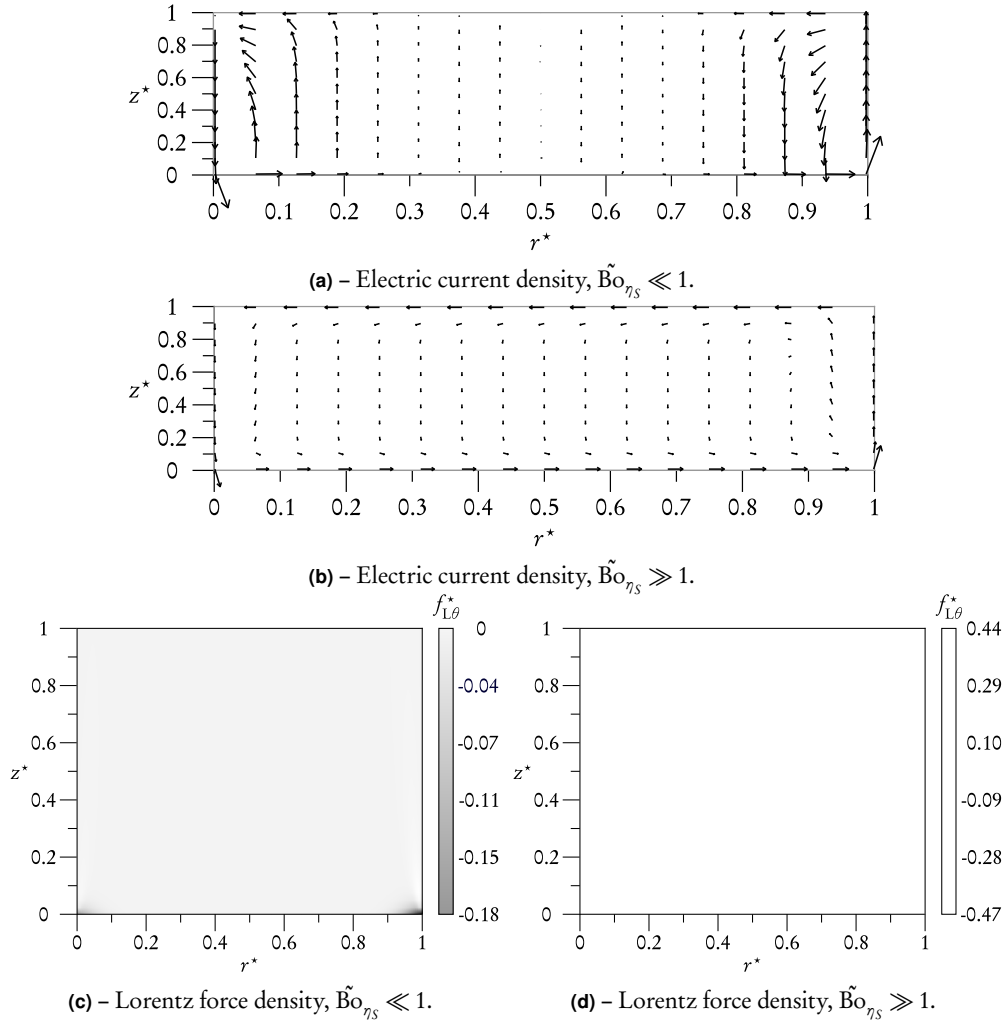 1
0.8
0.6
z* 0.4
0.2
0
0 0.1 0.2 0.3 0.4 0.5 0.6 0.7 0.8 0.9 1
r*
(a) – Electric current density, B̃o_ηS ≪ 1.
1
0.8
0.6
z* 0.4
0.2
0
0 0.1 0.2 0.3 0.4 0.5 0.6 0.7 0.8 0.9 1
r*
(b) – Electric current density, B̃o_ηS ≫ 1.
f*Lθ
1 0
0.8 -0.04
0.6 -0.07
z*
0.4 -0.11
0.2 -0.15
0 -0.18
0 0.2 0.4 0.6 0.8 1
r*
(c) – Lorentz force density, B̃o_ηS ≪ 1.
f*Lθ
1 0.44
0.8 0.29
0.6 0.10
z*
0.4 -0.09
0.2 -0.28
0 -0.47
0 0.2 0.4 0.6 0.8 1
r*
(d) – Lorentz force density, B̃o_ηS ≫ 1.